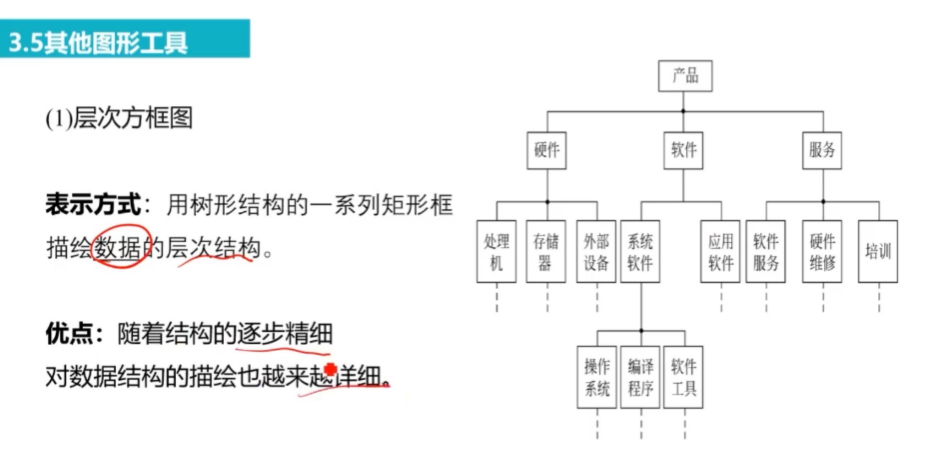 3.5其他图形工具
(1)层次方框图
表示方式：用树形结构的一系列矩形框
描绘数据的层次结构。
优点：随着结构的逐步精细
对数据结构的描绘也越来越详细。
产品
硬件
软件
服务
处理
机
存储
器
外部
设备
系统
软件
应用
软件
软件
服务
硬件
维修
培训
操作
系统
编译
程序
软件
工具